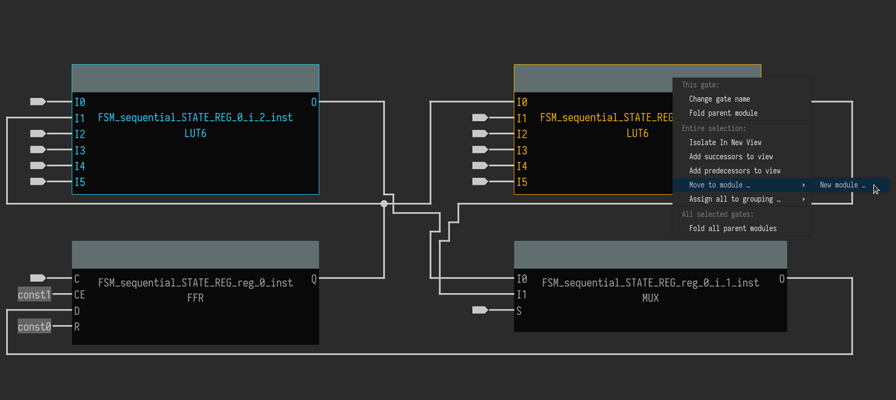 I0
I1
I2
I3
I4
I5
O
FSM_sequential_STATE_REG_0_i_2_inst
LUT6
I0
I1
I2
I3
I4
I5
FSM_sequential_STATE_REG
LUT6
This gate:
Change gate name
Fold parent module
Entire selection:
Isolate In New View
Add successors to view
Add predecessors to view
Move to module …
New module …
Assign all to grouping …
All selected gates:
Fold all parent modules
C
const1
CE
D
const0
R
Q
FSM_sequential_STATE_REG_reg_0_inst
FFR
I0
I1
S
O
FSM_sequential_STATE_REG_reg_0_i_1_inst
MUX